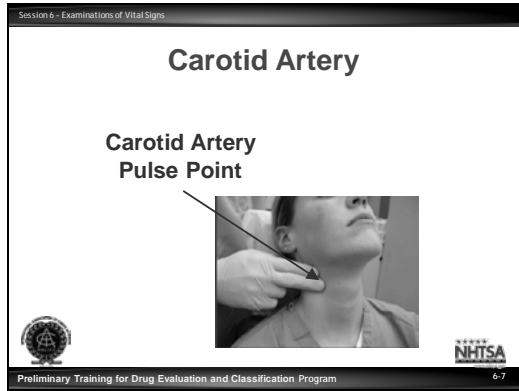 Session 6 - Examinations of Vital Signs
Carotid Artery
Carotid Artery
Pulse Point
NHTSA
Preliminary Training for Drug Evaluation and Classification Program
6-7